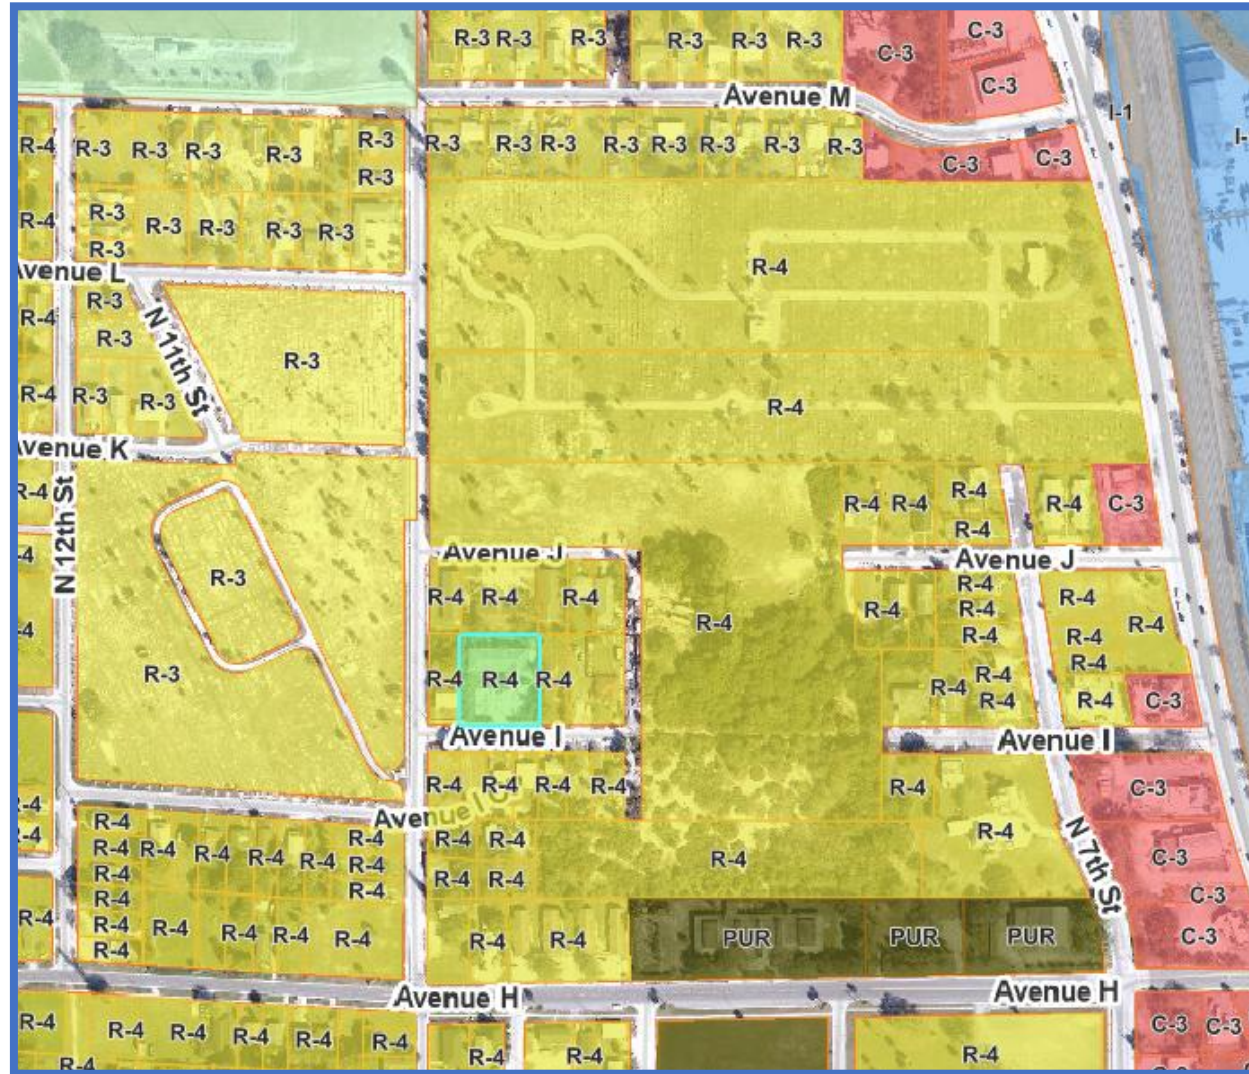 R-3 R-3 R-3 R-3 R-3 R-3 C-3 C-3
C-3
Avenue M
I-1
R-4 R-3 R-3 R-3 R-3 R-3 R-3 R-3 R-3 R-3 R-3 R-3 R-3 R-3
R-3 C-3 C-3
R-4 R-3 R-3 R-3 R-3 R-3
R-3
Avenue L
R-4
R-3
R-4 R-3
N 11th St
R-3
R-4 R-3 R-3
R-4
Avenue K
N 12th St
R-4
R-4 R-4 R-4 R-4 C-3
R-4
Avenue J
Avenue J
R-3
R-4 R-4 R-4
R-4
R-4 R-4 R-4
R-4 R-4
R-4 R-4
R-3
R-4 R-4 R-4
R-4 R-4 R-4
R-4 R-4 C-3
Avenue I
Avenue I
R-4 R-4 R-4 R-4 R-4 C-3
Avenue I
R-4 R-4 R-4 R-4 R-4 R-4
R-4 R-4 R-4
R-4 R-4 R-4
R-4 R-4 R-4 R-4
N 7th St
C-3
C-3
R-4 R-4
R-4 R-4 R-4 R-4 R-4 R-4 R-4 PUR PUR PUR C-3
R-4
Avenue H
Avenue H
R-4 R-4 R-4 R-4 R-4 R-4 R-4 R-4 R-4 C-3 C-3
R-4